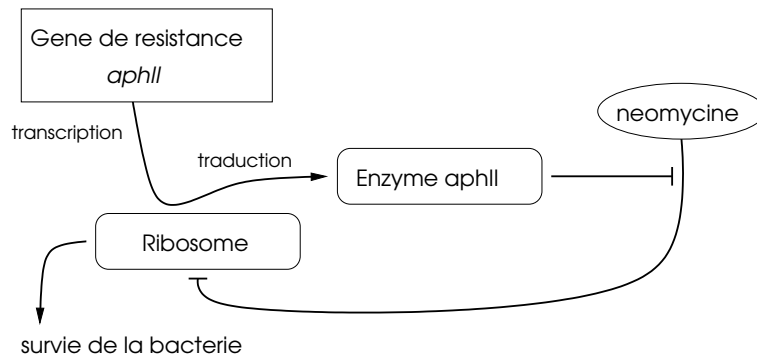 Gene de resistance
aphII
transcription
neomycine
traduction
Enzyme aphII
Ribosome
survie de la bacterie